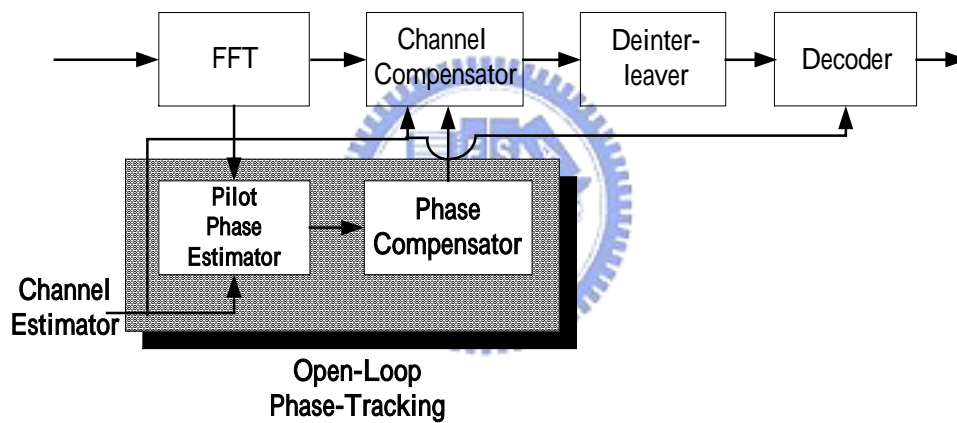 FFT
Channel
Compensator
Deinter-
leaver
Decoder
Pilot
Phase
Estimator
Phase
Compensator
Channel
Estimator
Open-Loop
Phase-Tracking